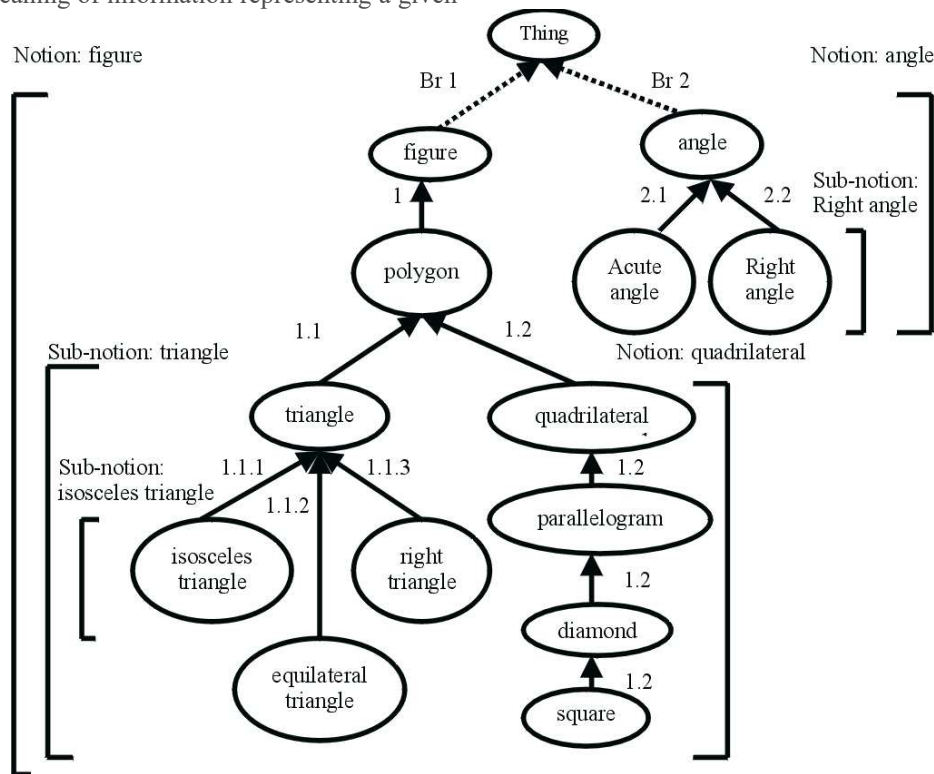 eaning of information representing a given
Thing
Notion: figure
Notion: angle
Br 1
Br 2
figure
angle
1
2.1
2.2
Sub-notion:
Right angle
polygon
Acute
angle
Right
angle
1.1
1.2
Sub-notion: triangle
Notion: quadrilateral
triangle
quadrilateral
Sub-notion:
isosceles triangle
1.1.1
1.1.3
1.2
1.1.2
parallelogram
isosceles
triangle
right
triangle
1.2
diamond
equilateral
triangle
1.2
square